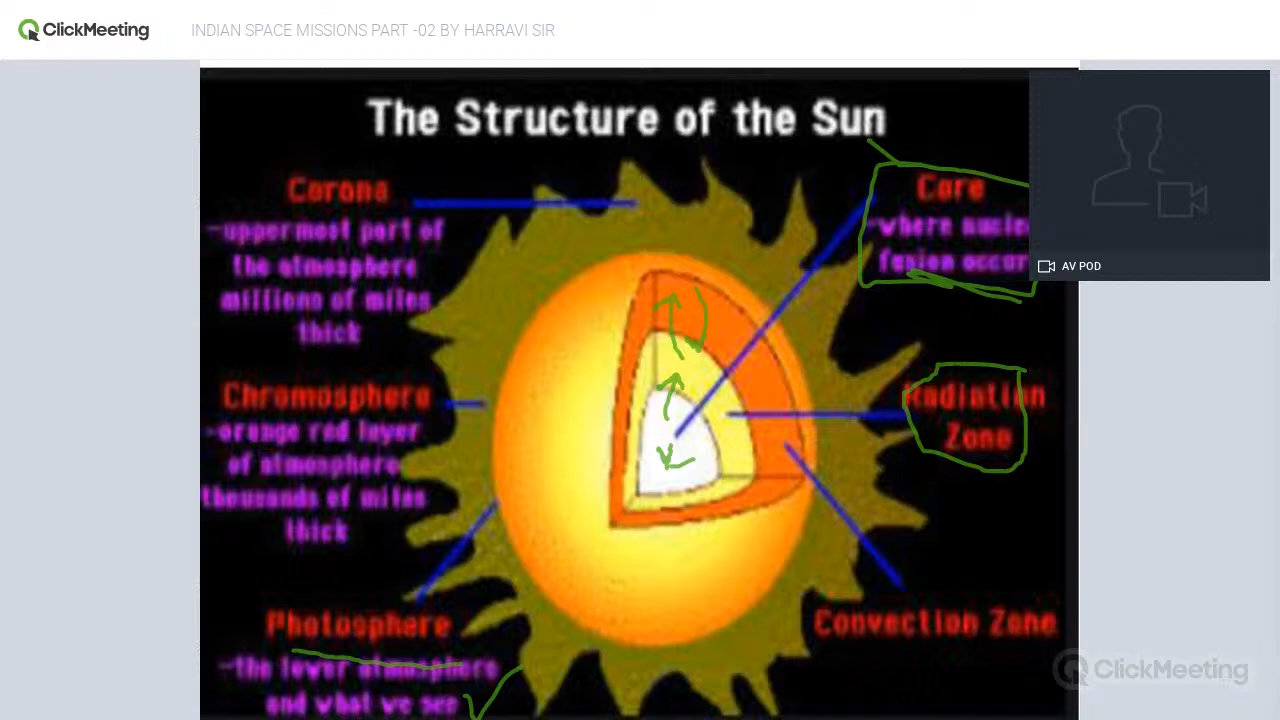 ClickMeeting
INDIAN SPACE MISSIONS PART -02 BY HARRAVI SIR
The Structure of the Sun
Corona
-uppermost part of
the atmosphere
millions of miles
thick
Core
-where
fusion occur
AV POD
Chromosphere
-orange red layer
of atmosphere
thousands of miles
thick
Radiation
Zone
Photosphere
-the lower atmosphere
and what we see
Convection Zone
ClickMeeting